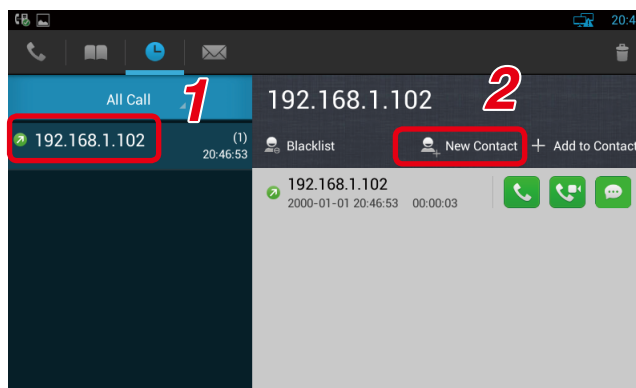 20:4
1
2
All Call
192.168.1.102
192.168.1.102
(1)
20:46:53
Blacklist
New Contact
Add to Contact
192.168.1.102
2000-01-01 20:46:53 00:00:03